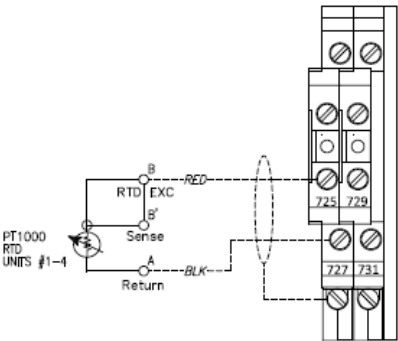 B
RED
RTD EXC
725 729
B'
Sense
PT1000
RTD
UNITS #1-4
A
BLK
727 731
Return